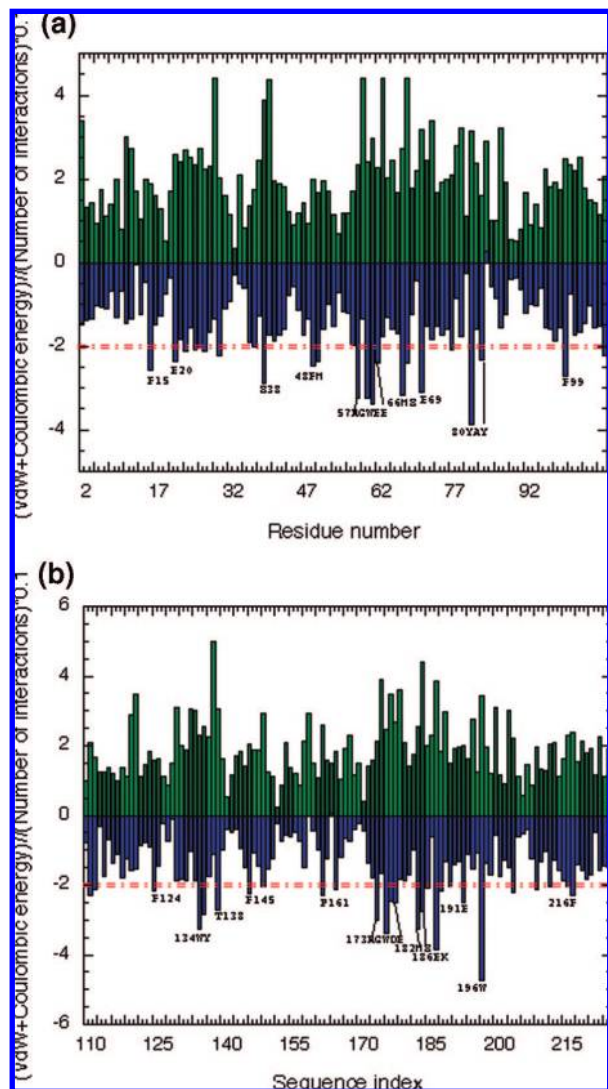 (a)
(VdW+Coulombic energy)/(Number of interactions)*0.1
4
2
0
-2
-4
F15
E20
S38
48FM
57AGWEE
66MS
E69
80YAY
F99
2 17 32 47 62 77 92
Residue number
(b)
(VdW+Coulombic energy)/(Number of interactions)*0.1
6
4
2
0
-2
-4
-6
F124
134WY
T138
F145
F161
173AGWDE
182MS
186EK
191E
196W
216F
110 125 140 155 170 185 200 215
Sequence index